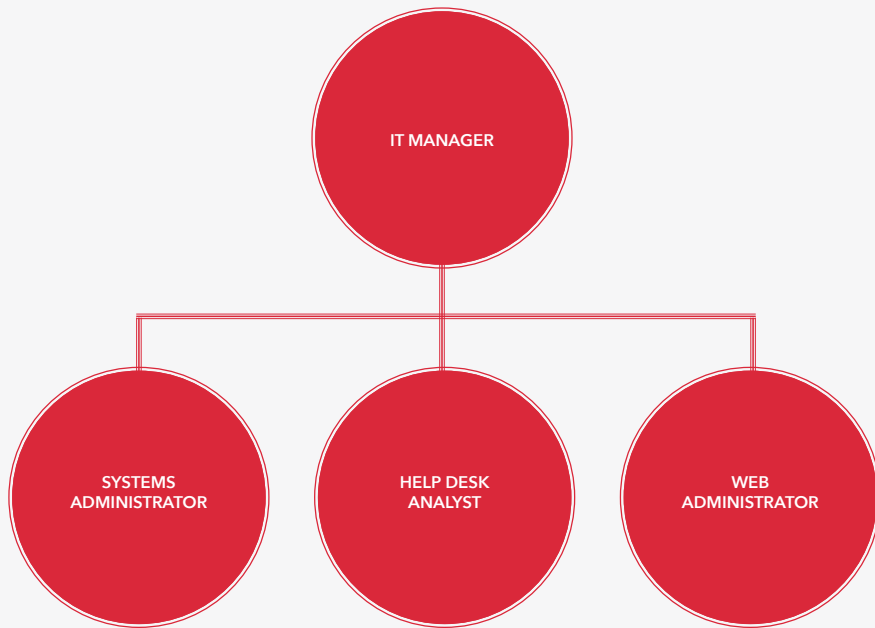 IT MANAGER
SYSTEMS
ADMINISTRATOR
HELP DESK
ANALYST
WEB
ADMINISTRATOR